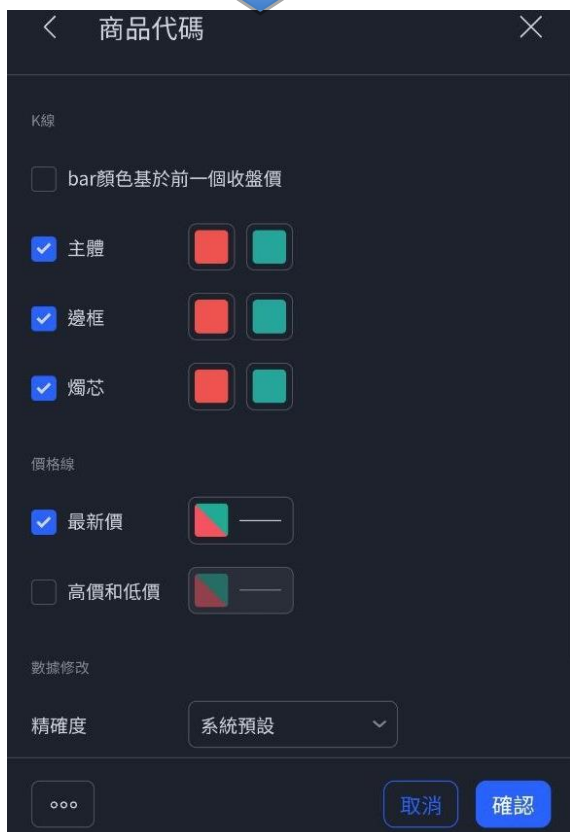 商品代碼
K線
bar顏色基於前一個收盤價
主體
邊框
燭芯
價格線
最新價
高價和低價
數據修改
精確度 系統預設
取消 確認